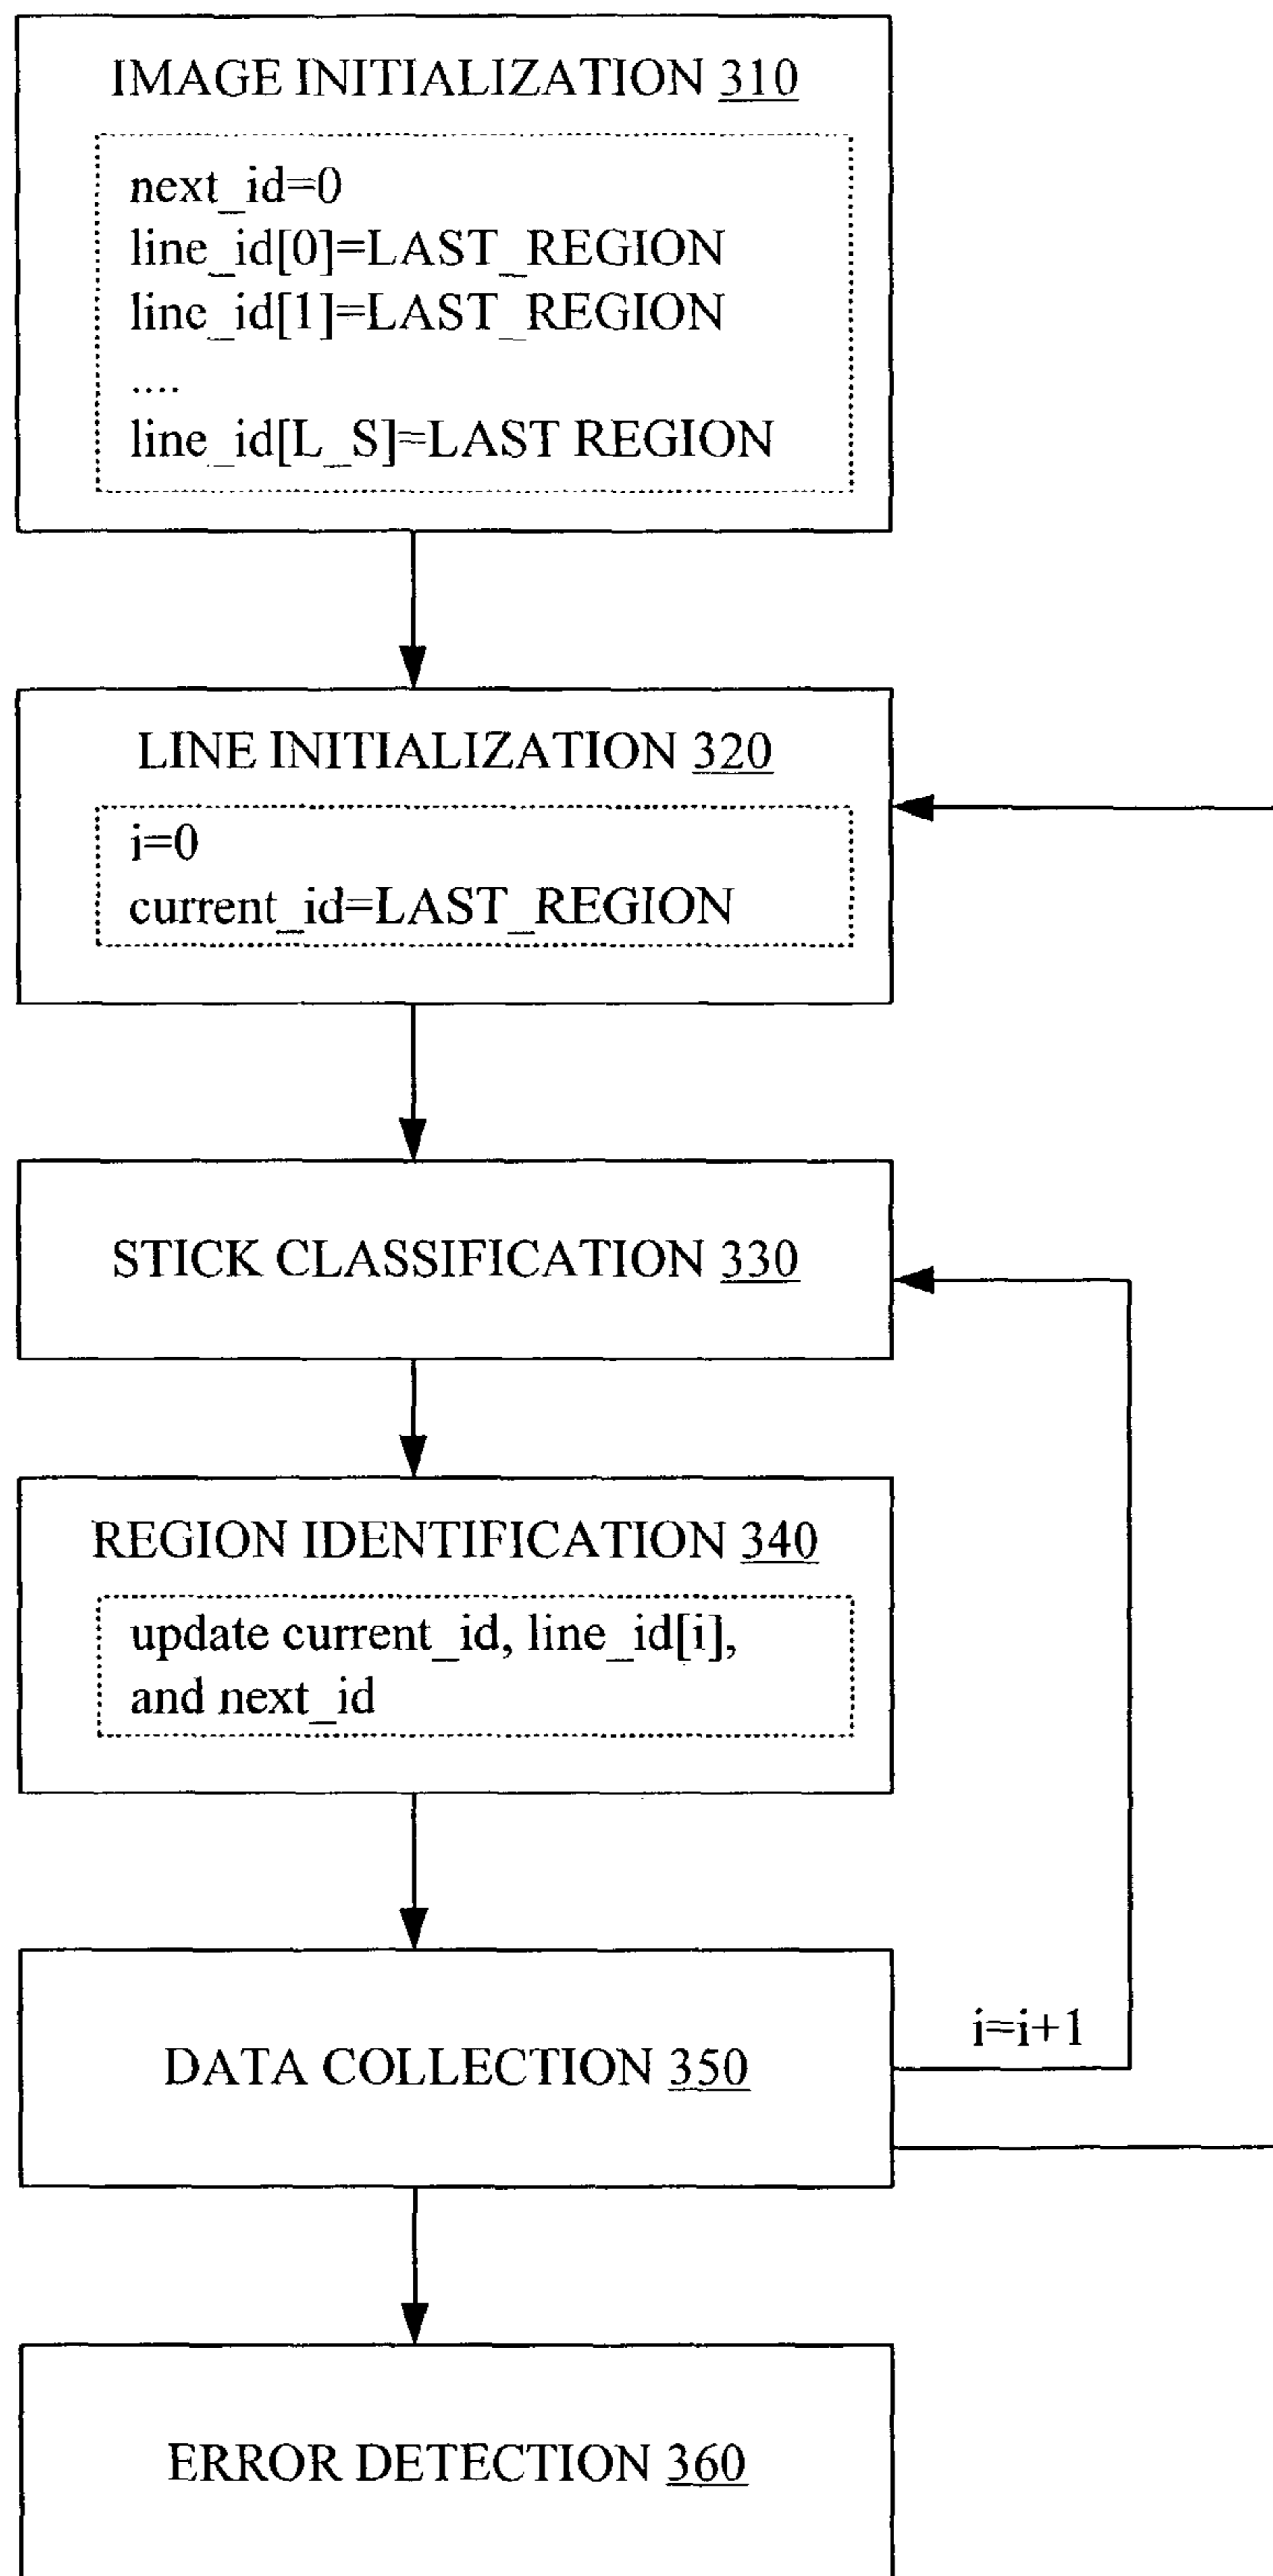 IMAGE INITIALIZATION 310
next_id=0
line_id[0]=LAST_REGION
line_id[1]=LAST_REGION
....
line_id[L_S]=LAST REGION
LINE INITIALIZATION 320
i=0
current_id=LAST_REGION
STICK CLASSIFICATION 330
REGION IDENTIFICATION 340
update current_id, line_id[i],
and next_id
i=i+1
DATA COLLECTION 350
ERROR DETECTION 360